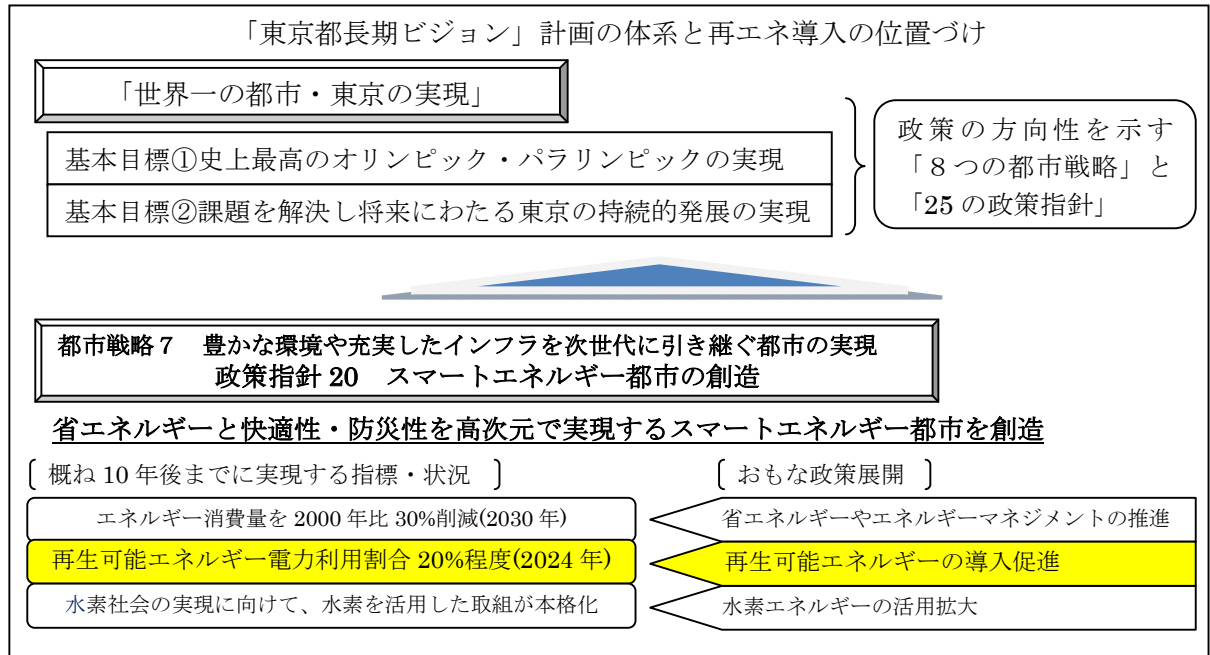 「東京都長期ビジョン」計画の体系と再エネ導入の位置づけ
「世界一の都市・東京の実現」
基本目標①史上最高のオリンピック・パラリンピックの実現
基本目標②課題を解決し将来にわたる東京の持続的発展の実現
政策の方向性を示す
「８つの都市戦略」と
「25 の政策指針」
都市戦略７　豊かな環境や充実したインフラを次世代に引き継ぐ都市の実現
政策指針 20　スマートエネルギー都市の創造
省エネルギーと快適性・防災性を高次元で実現するスマートエネルギー都市を創造
〔 概ね 10 年後までに実現する指標・状況 〕
〔 おもな政策展開 〕
エネルギー消費量を 2000 年比 30%削減(2030 年)
省エネルギーやエネルギーマネジメントの推進
再生可能エネルギー電力利用割合 20%程度(2024 年)
再生可能エネルギーの導入促進
水素社会の実現に向けて、水素を活用した取組が本格化
水素エネルギーの活用拡大